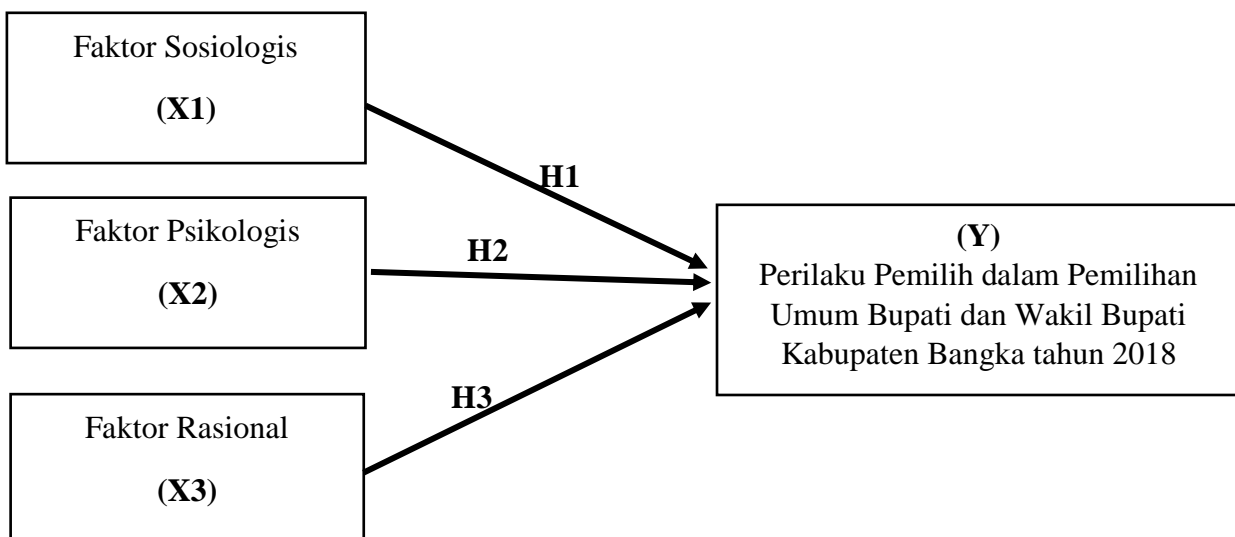 Faktor Sosiologis
(X1)
H1
Faktor Psikologis
(X2)
H2
(Y)
Perilaku Pemilih dalam Pemilihan
Umum Bupati dan Wakil Bupati
Kabupaten Bangka tahun 2018
H3
Faktor Rasional
(X3)